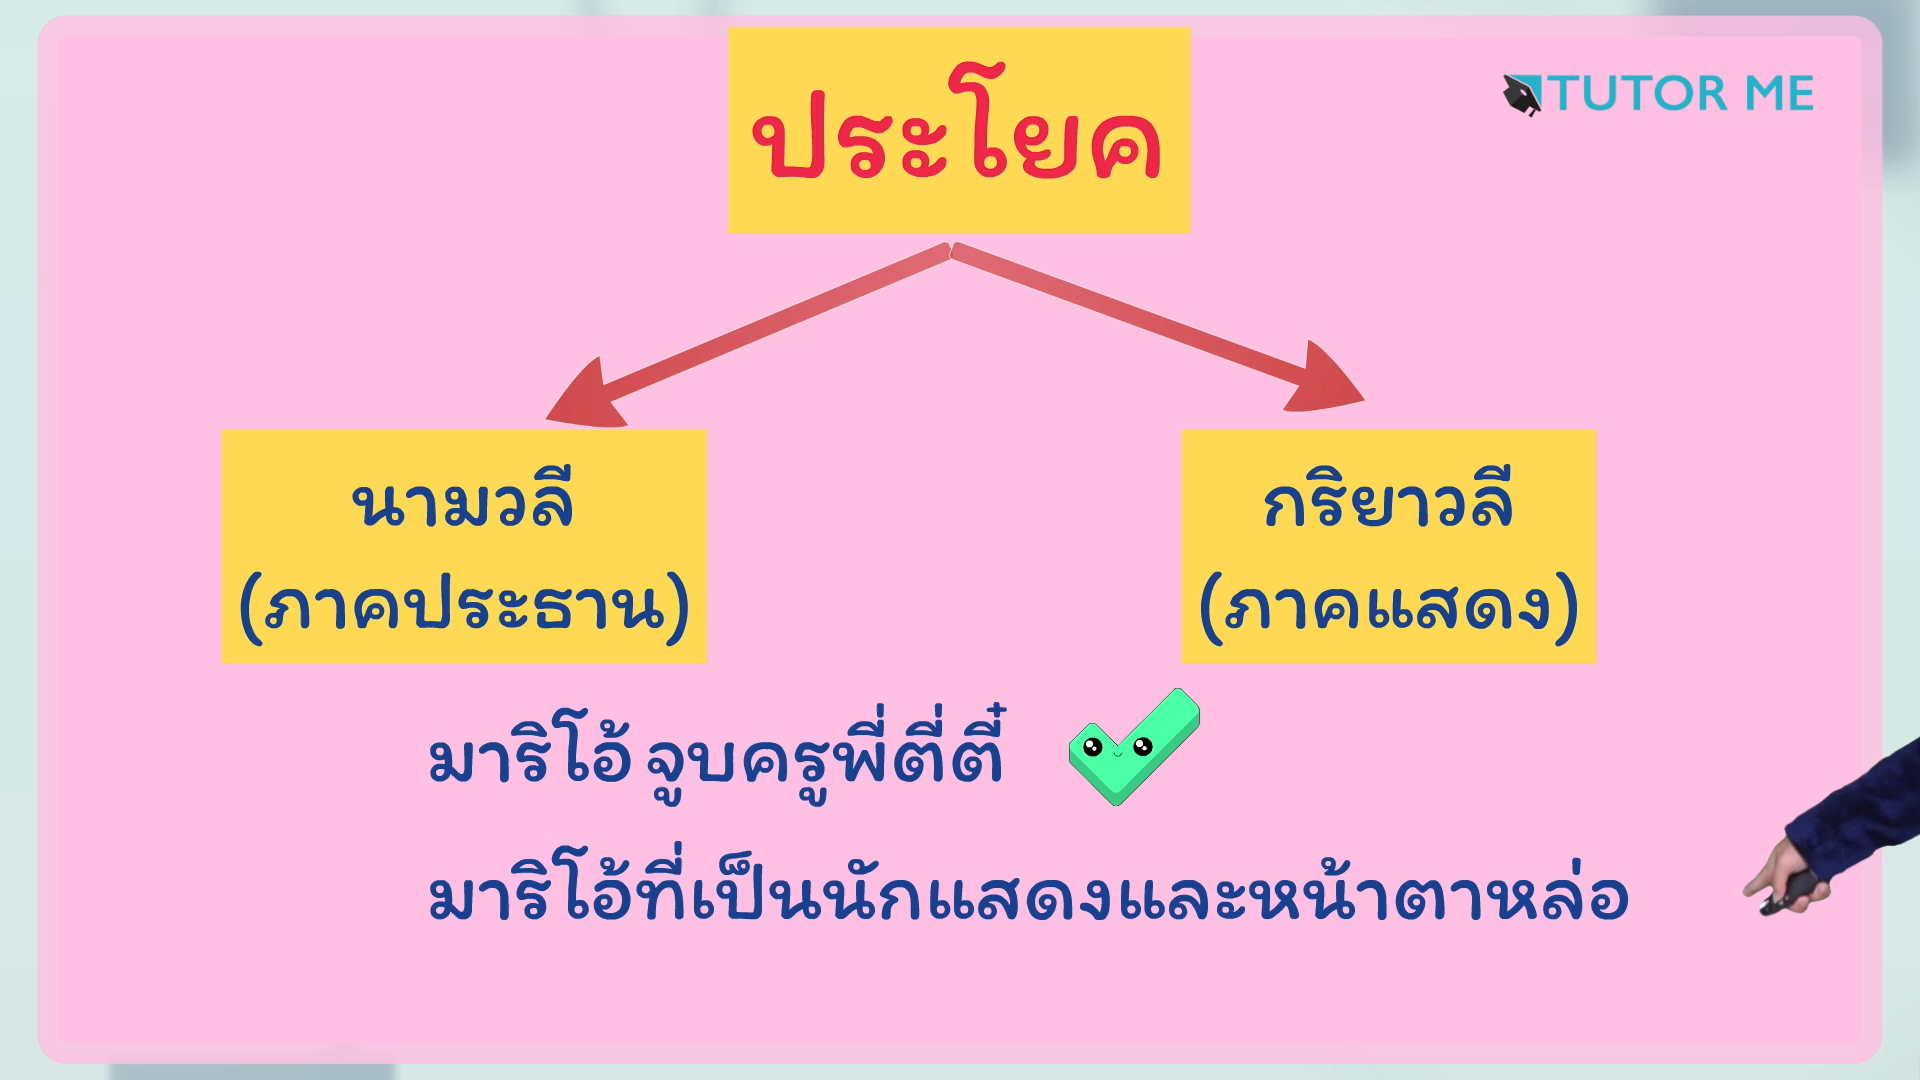 ประโยค
TUTOR ME
นามวลี
(ภาคประธาน)
กริยาวลี
(ภาคแสดง)
มาริโอ้ จูบครูพี่ตี่ตี๋
มาริโอ้ที่เป็นนักแสดงและหน้าตาหล่อ